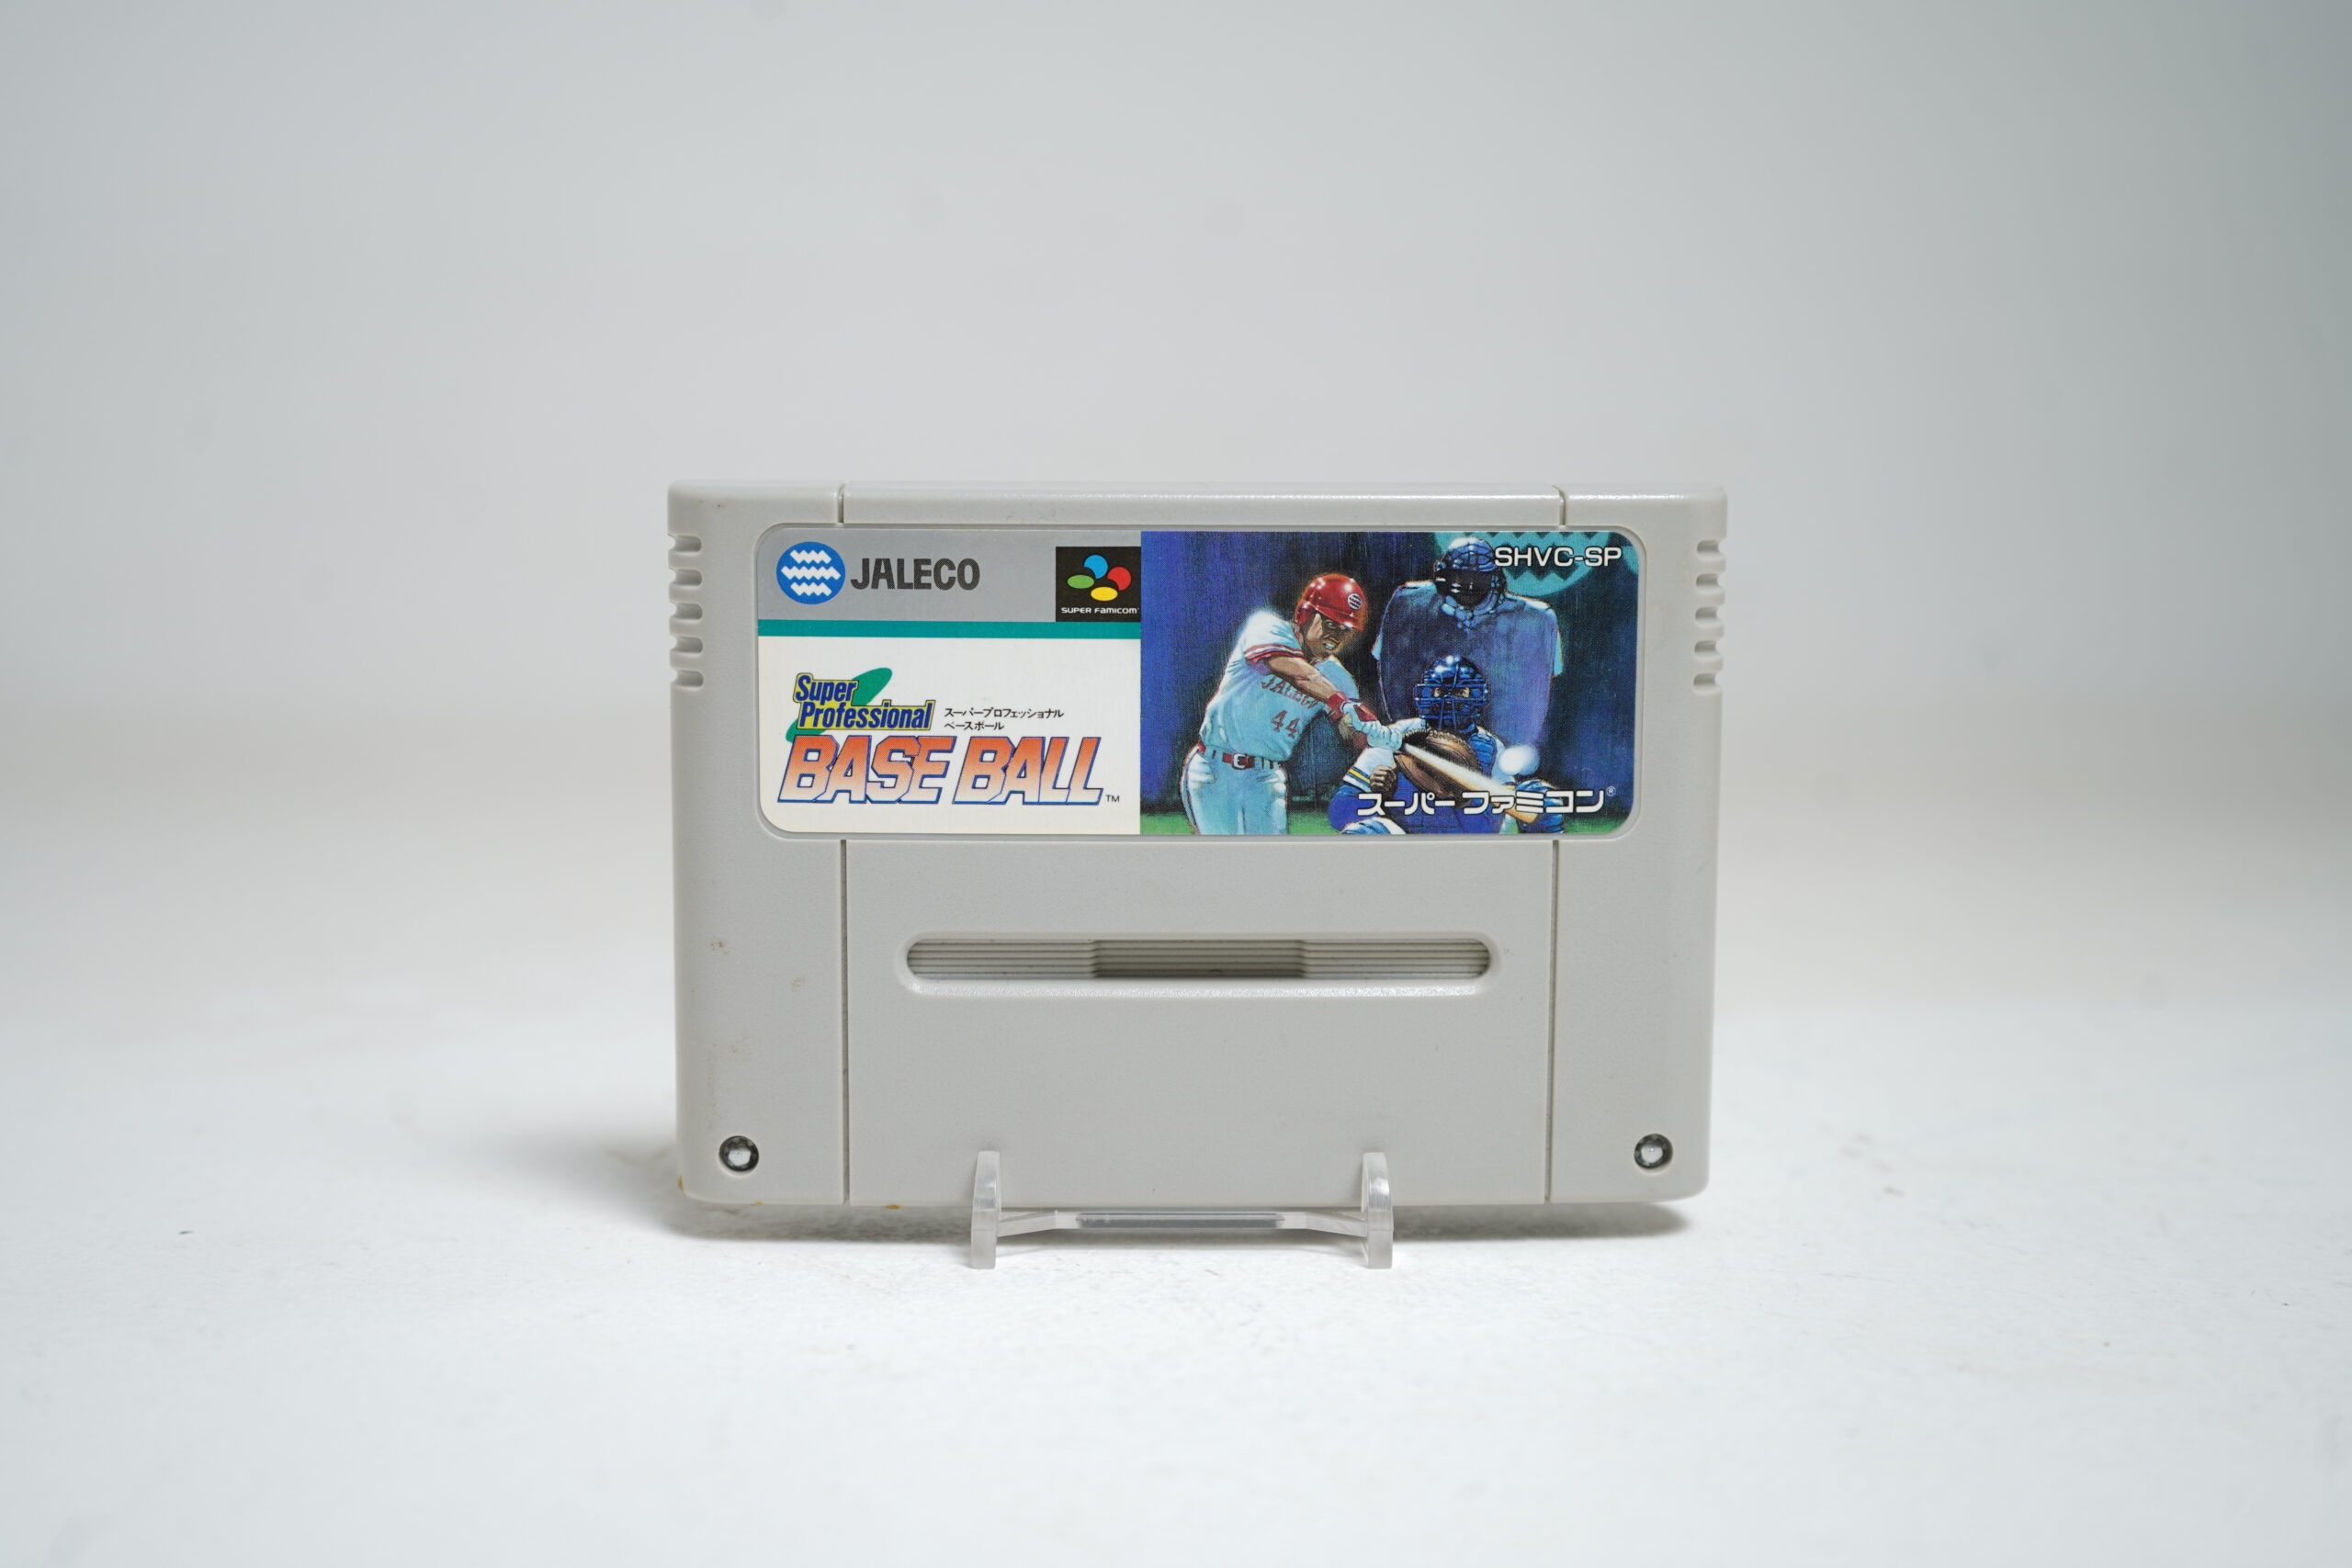 JALECO
SUPER FAMICOM
SHVC-SP
Super
Professional
スーパープロフェッショナル
ベースボール
BASE BALL™
JALECO
44
スーパーファミコン®